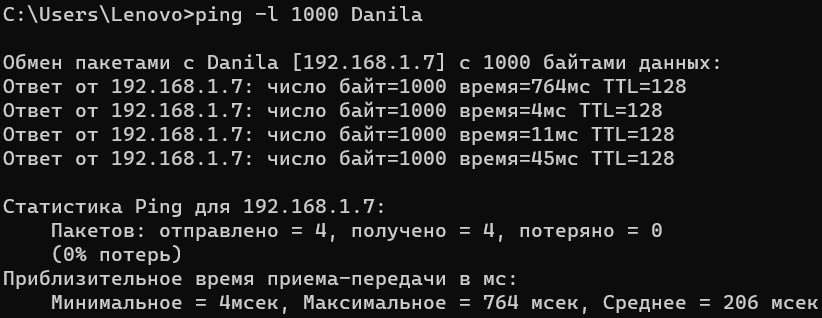 C:\Users\Lenovo>ping -l 1000 Danila
Обмен пакетами с Danila [192.168.1.7] с 1000 байтами данных:
Ответ от 192.168.1.7: число байт=1000 время=764мс TTL=128
Ответ от 192.168.1.7: число байт=1000 время=4мс TTL=128
Ответ от 192.168.1.7: число байт=1000 время=11мс TTL=128
Ответ от 192.168.1.7: число байт=1000 время=45мс TTL=128
Статистика Ping для 192.168.1.7:
    Пакетов: отправлено = 4, получено = 4, потеряно = 0
    (0% потерь)
Приблизительное время приема-передачи в мс:
    Минимальное = 4мсек, Максимальное = 764 мсек, Среднее = 206 мсек